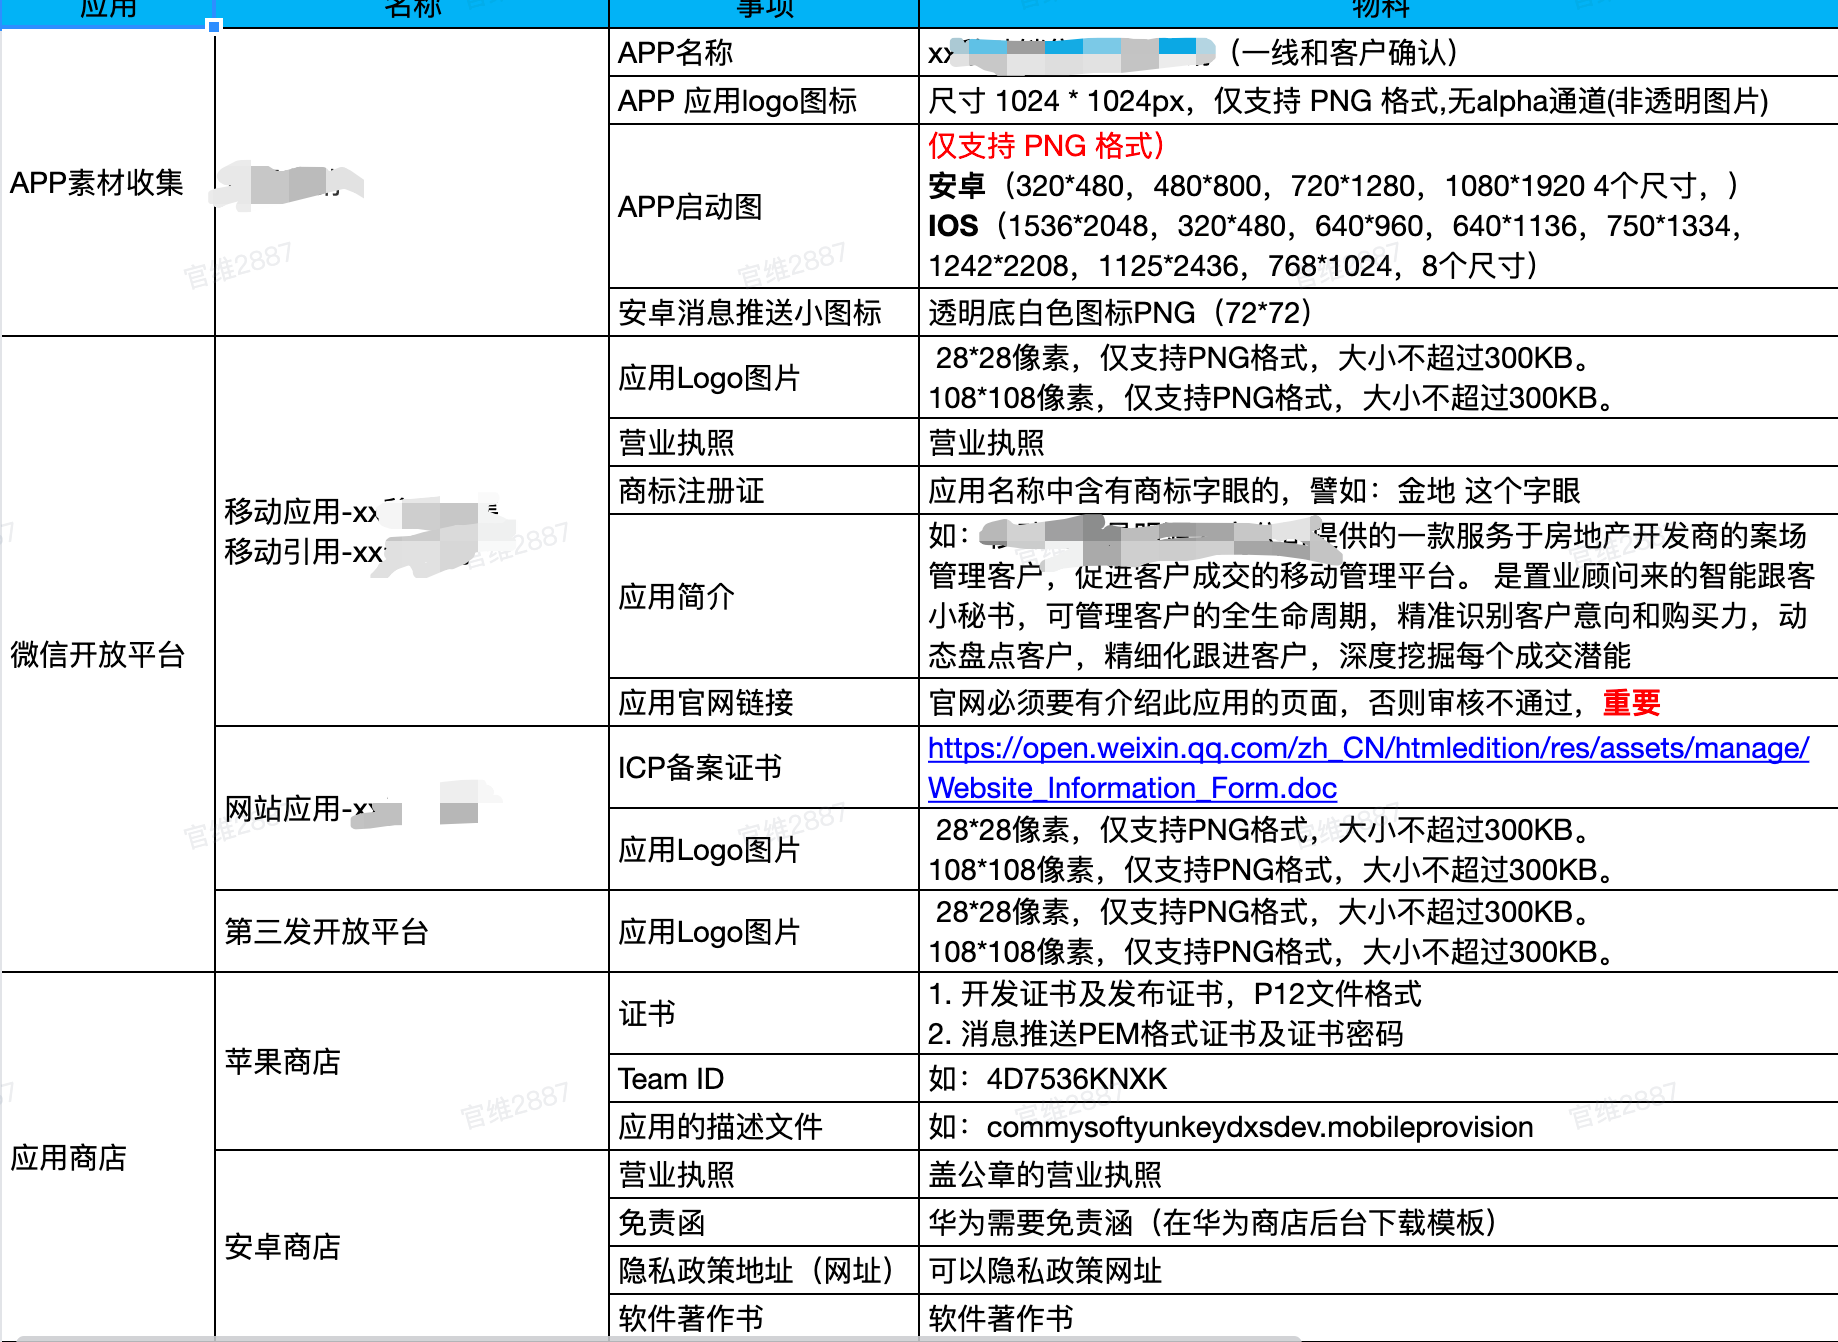 应用 名称 事项 物料
APP素材收集
APP名称 xx（一线和客户确认）
APP 应用logo图标 尺寸 1024 * 1024px，仅支持 PNG 格式,无alpha通道(非透明图片)
APP启动图
仅支持 PNG 格式）
安卓（320*480，480*800，720*1280，1080*1920 4个尺寸，）
IOS（1536*2048，320*480，640*960，640*1136，750*1334，
1242*2208，1125*2436，768*1024，8个尺寸）
安卓消息推送小图标 透明底白色图标PNG（72*72）
微信开放平台
移动应用-xx
移动引用-xx
应用Logo图片
28*28像素，仅支持PNG格式，大小不超过300KB。
108*108像素，仅支持PNG格式，大小不超过300KB。
营业执照 营业执照
商标注册证 应用名称中含有商标字眼的，譬如：金地 这个字眼
应用简介
如：提供的一款服务于房地产开发商的案场
管理客户，促进客户成交的移动管理平台。 是置业顾问来的智能跟客
小秘书，可管理客户的全生命周期，精准识别客户意向和购买力，动
态盘点客户，精细化跟进客户，深度挖掘每个成交潜能
应用官网链接 官网必须要有介绍此应用的页面，否则审核不通过，重要
网站应用-xx
ICP备案证书
https://open.weixin.qq.com/zh_CN/htmledition/res/assets/manage/
Website_Information_Form.doc
应用Logo图片
28*28像素，仅支持PNG格式，大小不超过300KB。
108*108像素，仅支持PNG格式，大小不超过300KB。
第三发开放平台 应用Logo图片
28*28像素，仅支持PNG格式，大小不超过300KB。
108*108像素，仅支持PNG格式，大小不超过300KB。
应用商店
苹果商店
证书
1. 开发证书及发布证书，P12文件格式
2. 消息推送PEM格式证书及证书密码
Team ID 如：4D7536KNXK
应用的描述文件 如：commysoftyunkeydxsdev.mobileprovision
安卓商店
营业执照 盖公章的营业执照
免责函 华为需要免责涵（在华为商店后台下载模板）
隐私政策地址（网址） 可以隐私政策网址
软件著作书 软件著作书
官维2887